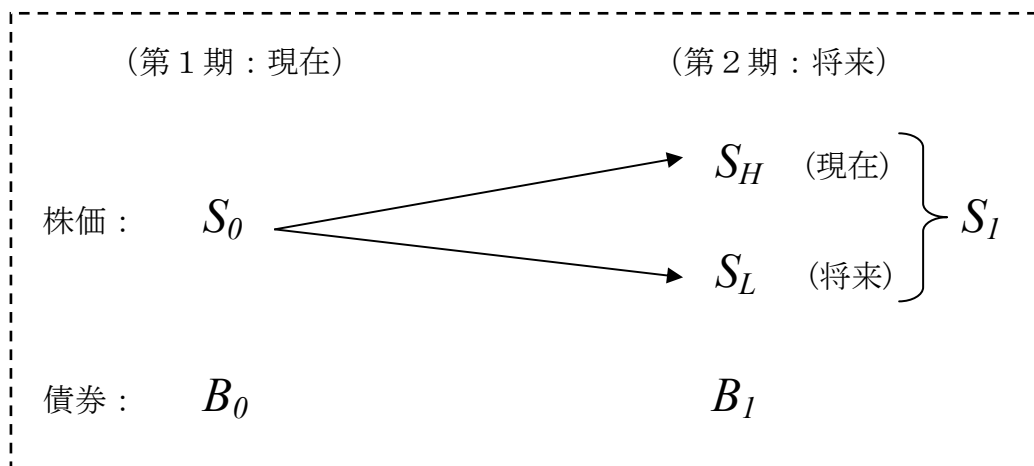 （第１期：現在） （第２期：将来）
S_H （現在）
株価： S_0 S_1
S_L （将来）
債券： B_0 B_1